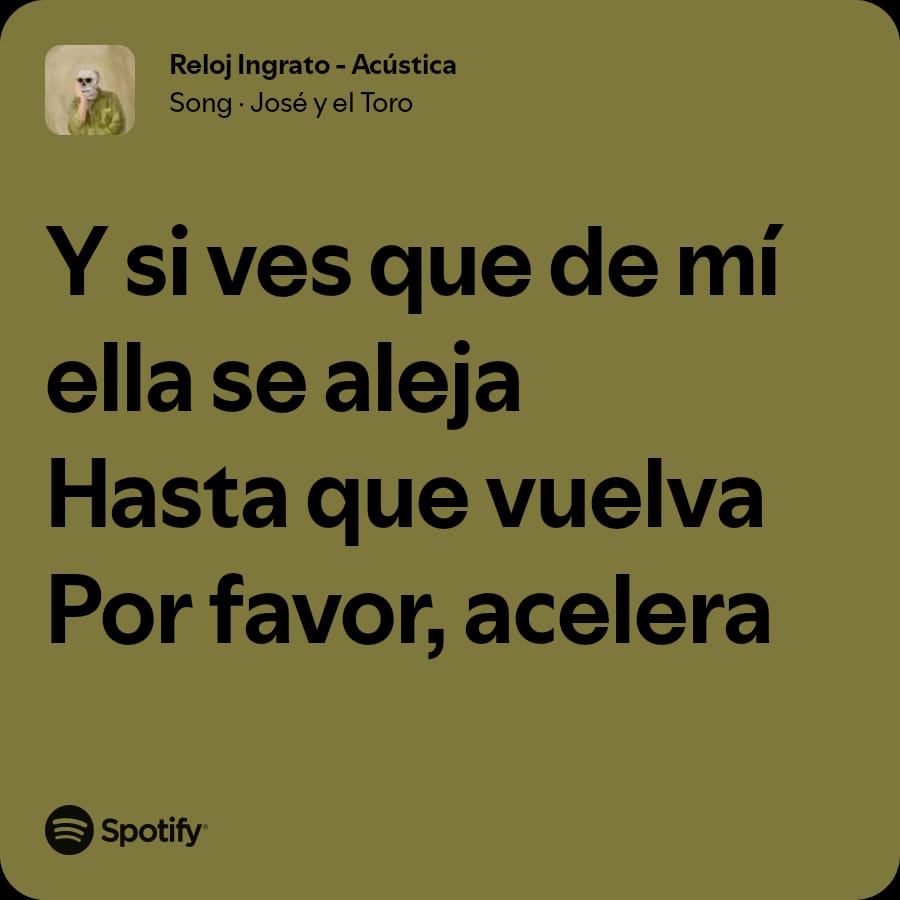 Reloj Ingrato - Acústica
Song · José y el Toro
Y si ves que de mí
ella se aleja
Hasta que vuelva
Por favor, acelera
Spotify®